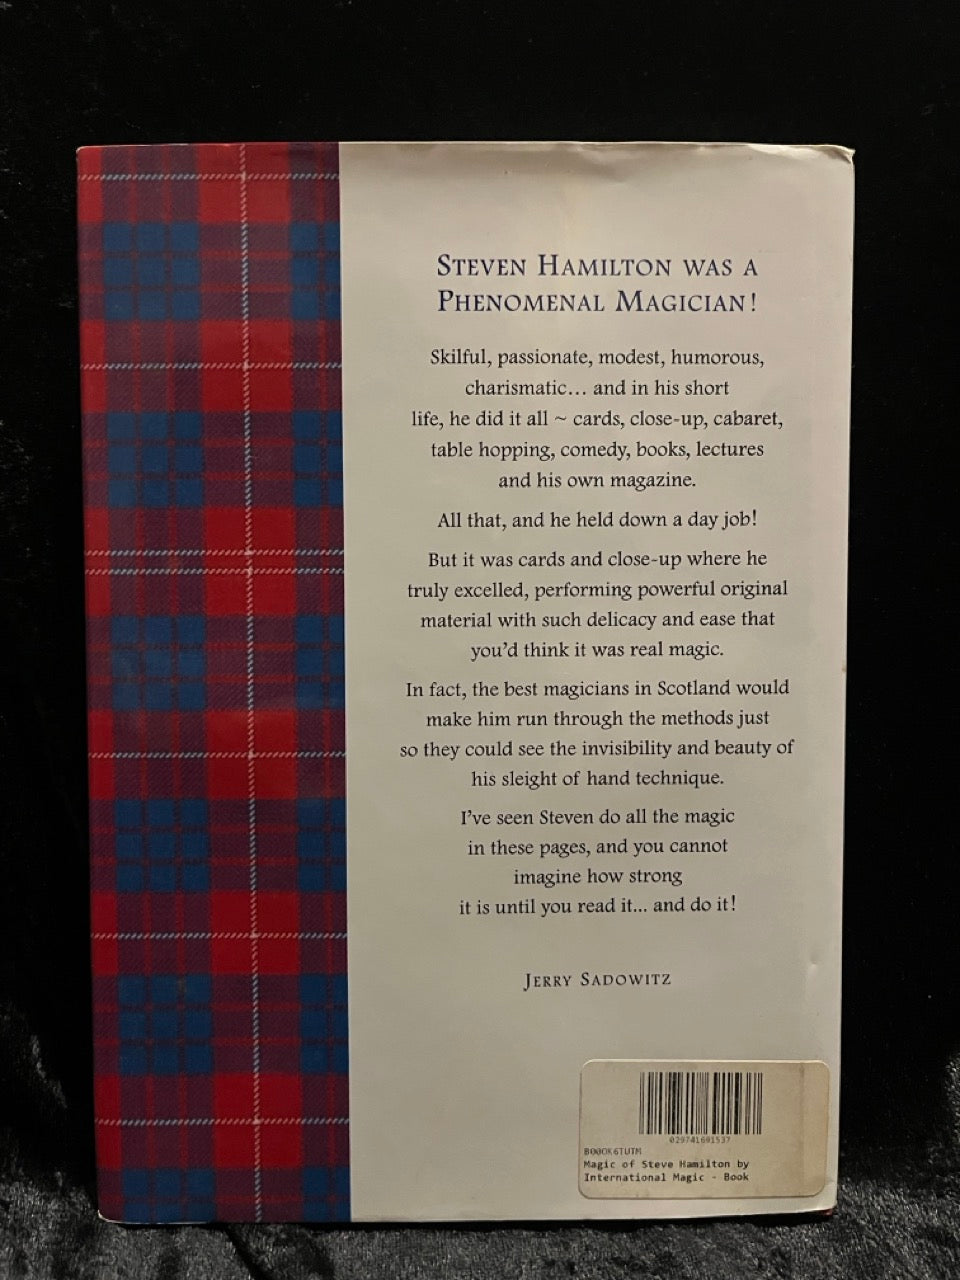 STEVEN HAMILTON WAS A
PHENOMENAL MAGICIAN!
Skilful, passionate, modest, humorous,
charismatic... and in his short
life, he did it all ~ cards, close-up, cabaret,
table hopping, comedy, books, lectures
and his own magazine.
All that, and he held down a day job!
But it was cards and close-up where he
truly excelled, performing powerful original
material with such delicacy and ease that
you'd think it was real magic.
In fact, the best magicians in Scotland would
make him run through the methods just
so they could see the invisibility and beauty of
his sleight of hand technique.
I've seen Steven do all the magic
in these pages, and you cannot
imagine how strong
it is until you read it... and do it!
JERRY SADOWITZ
029741691537
Magic of Steve Hamilton by
International Magic - Book